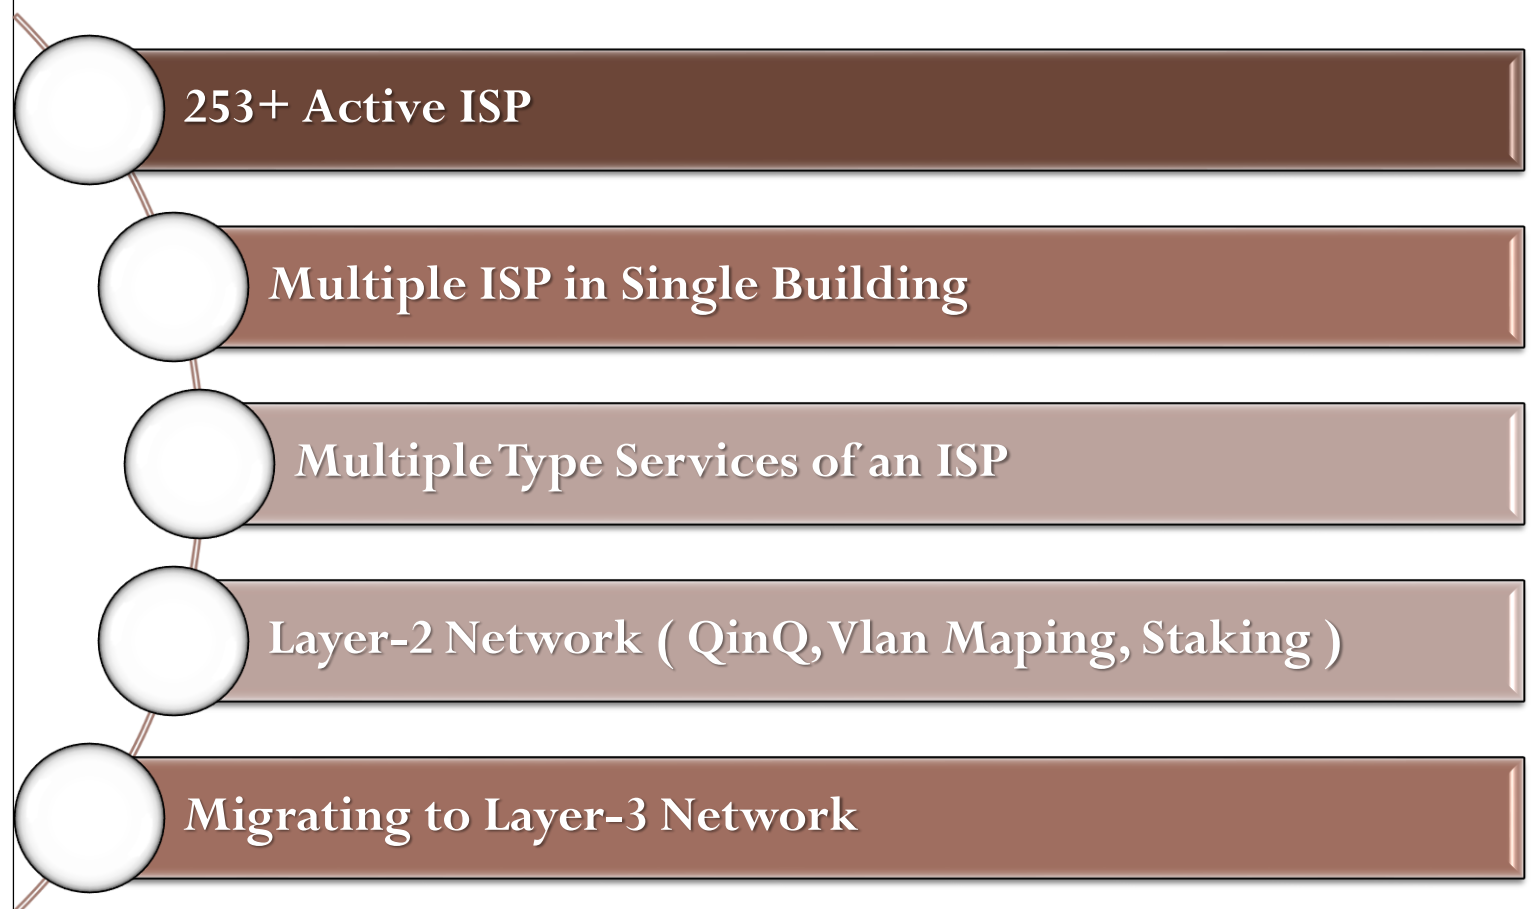 253+ Active ISP
Multiple ISP in Single Building
Multiple Type Services of an ISP
Layer-2 Network ( QinQ, Vlan Maping, Staking )
Migrating to Layer-3 Network